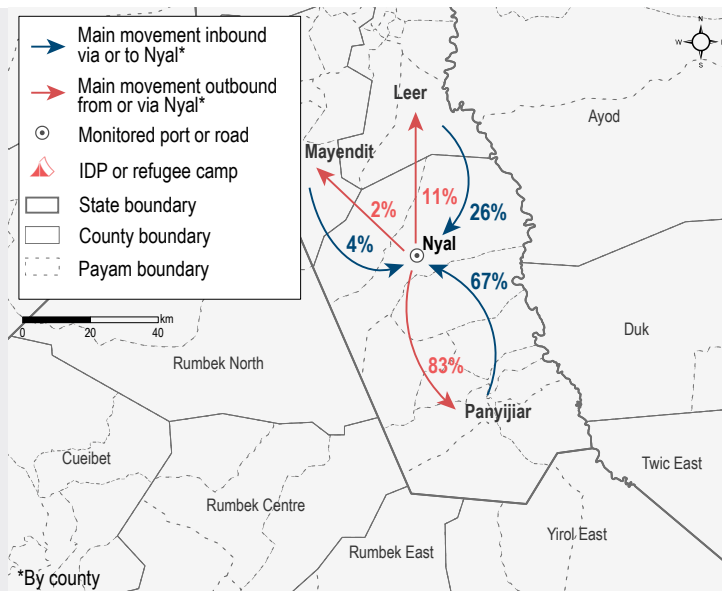 Main movement inbound
via or to Nyal*
Main movement outbound
from or via Nyal*
Monitored port or road
IDP or refugee camp
State boundary
County boundary
Payam boundary
0 20 40 km
N
W E
S
Leer
Ayod
Mayendit
2%
11%
26%
4%
Nyal
67%
Duk
Rumbek North
83%
Panyijiar
Cueibet
Twic East
Rumbek Centre
Yirol East
Rumbek East
*By county